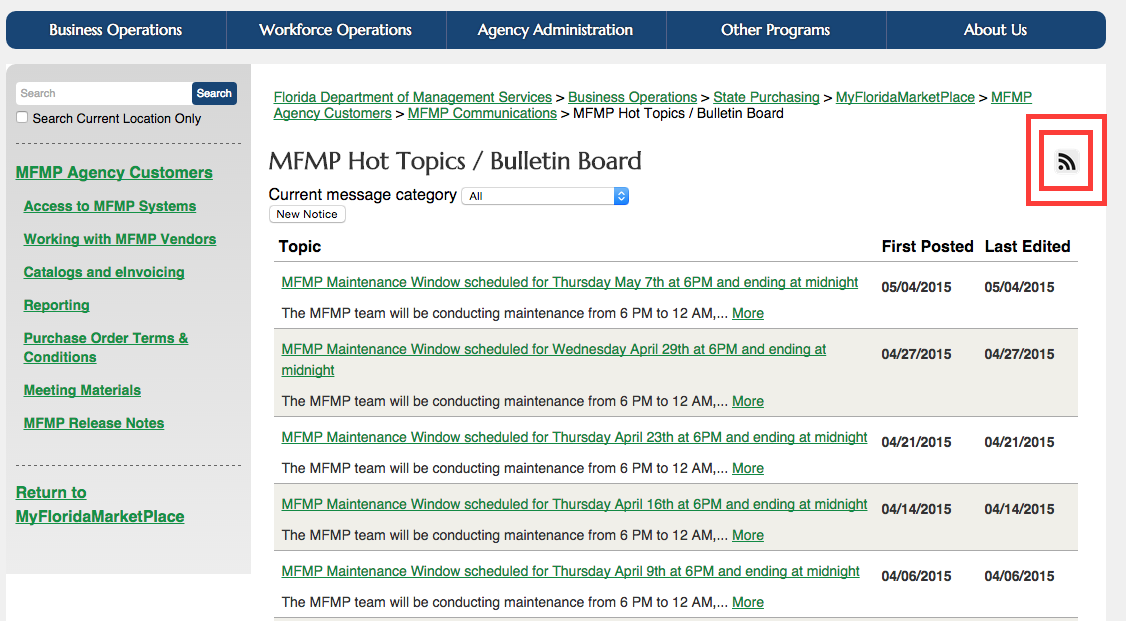 Business Operations Workforce Operations Agency Administration Other Programs About Us
Search Search
Search Current Location Only
MFMP Agency Customers
Access to MFMP Systems
Working with MFMP Vendors
Catalogs and eInvoicing
Reporting
Purchase Order Terms &
Conditions
Meeting Materials
MFMP Release Notes
Return to
MyFloridaMarketPlace
Florida Department of Management Services > Business Operations > State Purchasing > MyFloridaMarketPlace > MFMP
Agency Customers > MFMP Communications > MFMP Hot Topics / Bulletin Board
MFMP Hot Topics / Bulletin Board
Current message category All
New Notice
Topic First Posted Last Edited
MFMP Maintenance Window scheduled for Thursday May 7th at 6PM and ending at midnight 05/04/2015 05/04/2015
The MFMP team will be conducting maintenance from 6 PM to 12 AM,... More
MFMP Maintenance Window scheduled for Wednesday April 29th at 6PM and ending at 04/27/2015 04/27/2015
midnight
The MFMP team will be conducting maintenance from 6 PM to 12 AM,... More
MFMP Maintenance Window scheduled for Thursday April 23th at 6PM and ending at midnight 04/21/2015 04/21/2015
The MFMP team will be conducting maintenance from 6 PM to 12 AM,... More
MFMP Maintenance Window scheduled for Thursday April 16th at 6PM and ending at midnight 04/14/2015 04/14/2015
The MFMP team will be conducting maintenance from 6 PM to 12 AM,... More
MFMP Maintenance Window scheduled for Thursday April 9th at 6PM and ending at midnight 04/06/2015 04/06/2015
The MFMP team will be conducting maintenance from 6 PM to 12 AM,... More